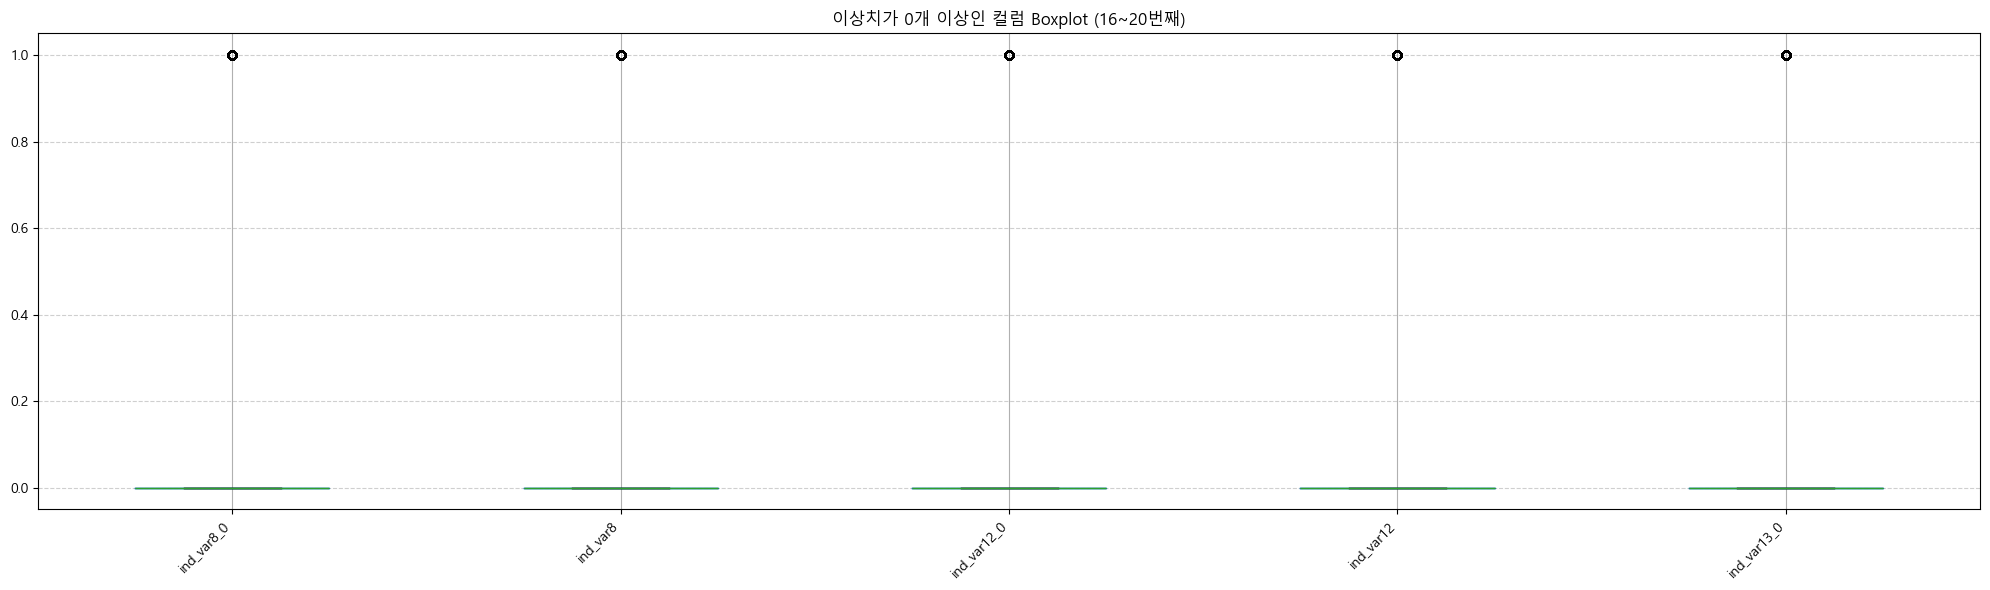 이상치가 0개 이상인 컬럼 Boxplot (16~20번째)
1.0
0.8
0.6
0.4
0.2
0.0
ind_var8_0
ind_var8
ind_var12_0
ind_var12
ind_var13_0